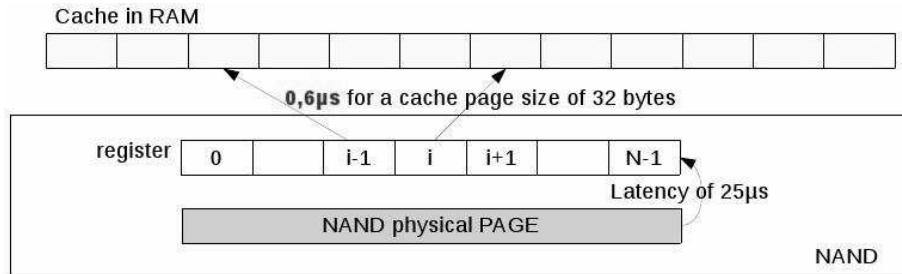 Cache in RAM
0,6µs for a cache page size of 32 bytes
register 0 i-1 i i+1 N-1
Latency of 25µs
NAND physical PAGE
NAND